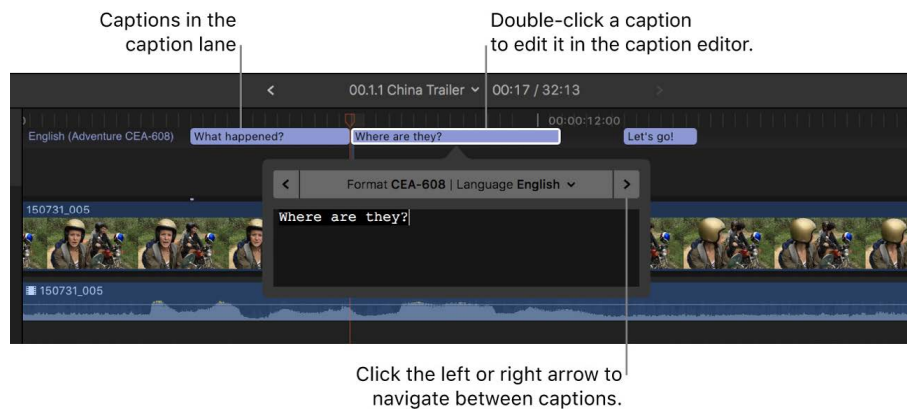 Captions in the
caption lane
Double-click a caption
to edit it in the caption editor.
00.1.1 China Trailer 00:17 / 32:13
00:00:12:00
English (Adventure CEA-608) What happened? Where are they? Let's go!
Format CEA-608 | Language English
Where are they?
150731_005
150731_005
Click the left or right arrow to
navigate between captions.